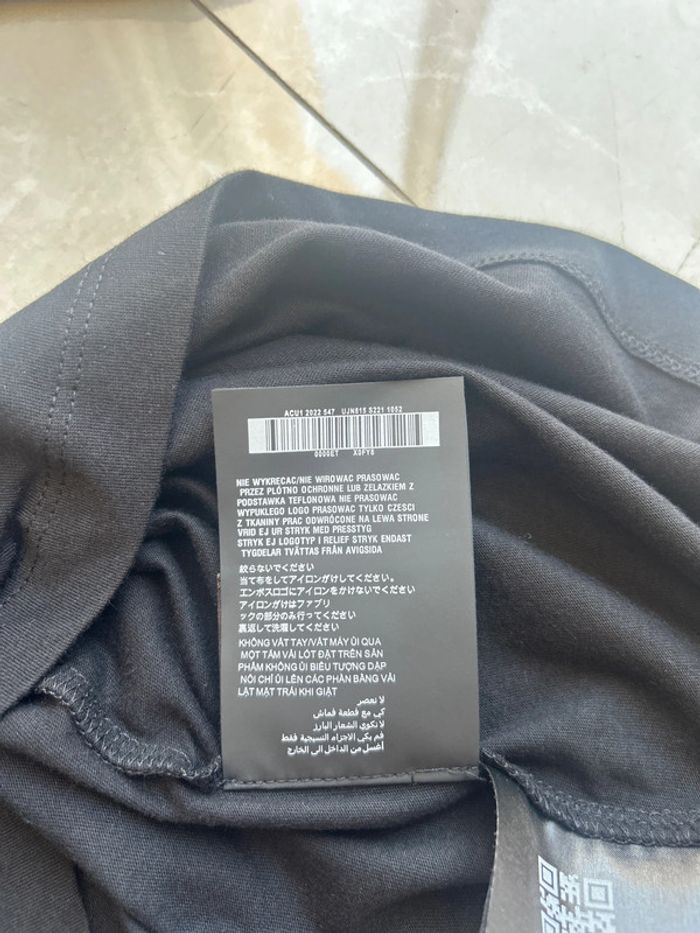 ACU1 2022 547 UJN815 S221 1052
0000ET X0FY8
NIE WYKRECAC/NIE WIROWAC PRASOWAC
PRZEZ PLÓTNO OCHRONNE LUB ZELAZKIEM Z
PODSTAWKA TEFLONOWA NIE PRASOWAC
WYPUKLEGO LOGO PRASOWAC TYLKO CZESCI
Z TKANINY PRAC ODWRÓCONE NA LEWA STRONE
VRID EJ UR STRYK MED PRESSTYG
STRYK EJ LOGOTYP I RELIEF STRYK ENDAST
TYGDELAR TVÄTTAS FRÅN AVIGSIDA
絞らないでください
当て布をしてアイロンがけしてください。
エンボスロゴにアイロンをかけないでください
アイロンがけはファブリ
ックの部分のみ行ってください
裏返して洗濯してください。
KHÔNG VẮT TAY/VẮT MÁY ỦI QUA
MỘT TẤM VẢI LÓT ĐẶT TRÊN SẢN
PHẨM KHÔNG ỦI BIỂU TƯỢNG DẬP
NỔI CHỈ ỦI LÊN CÁC PHẦN BẰNG VẢI
LẬT MẶT TRÁI KHI GIẶT
لا تعصر
كي مع قطعة قماش
لا تكوي الشعار البارز
قم بكي الاجزاء النسيجية فقط
اغسل من الداخل الى الخارج